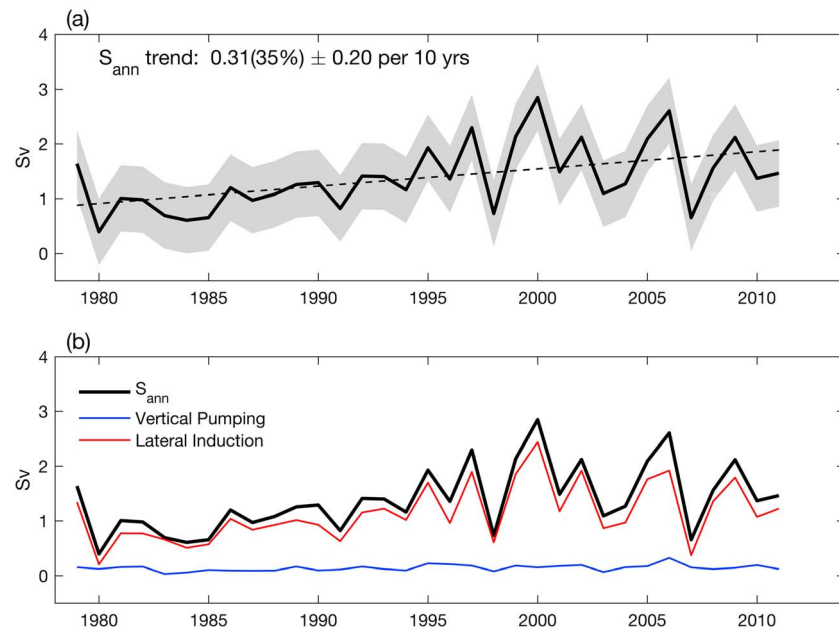 (a)
S_ann trend: 0.31(35%) ± 0.20 per 10 yrs
4
3
2
1
0
Sv
1980 1985 1990 1995 2000 2005 2010
(b)
S_ann
Vertical Pumping
Lateral Induction
4
3
2
1
0
Sv
1980 1985 1990 1995 2000 2005 2010